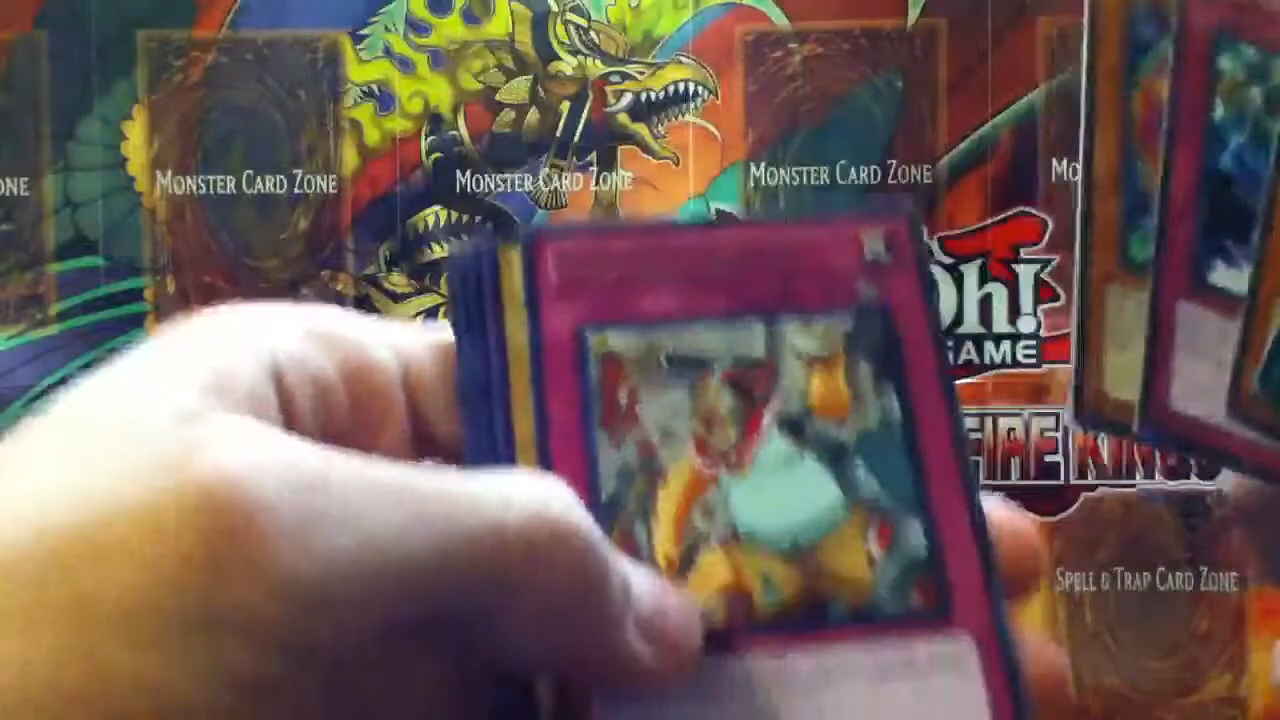 ONE
MONSTER CARD ZONE
MONSTER CARD ZONE
MONSTER CARD ZONE
MO
Oh!
GAME
FIRE KINGS
SPELL & TRAP CARD ZONE